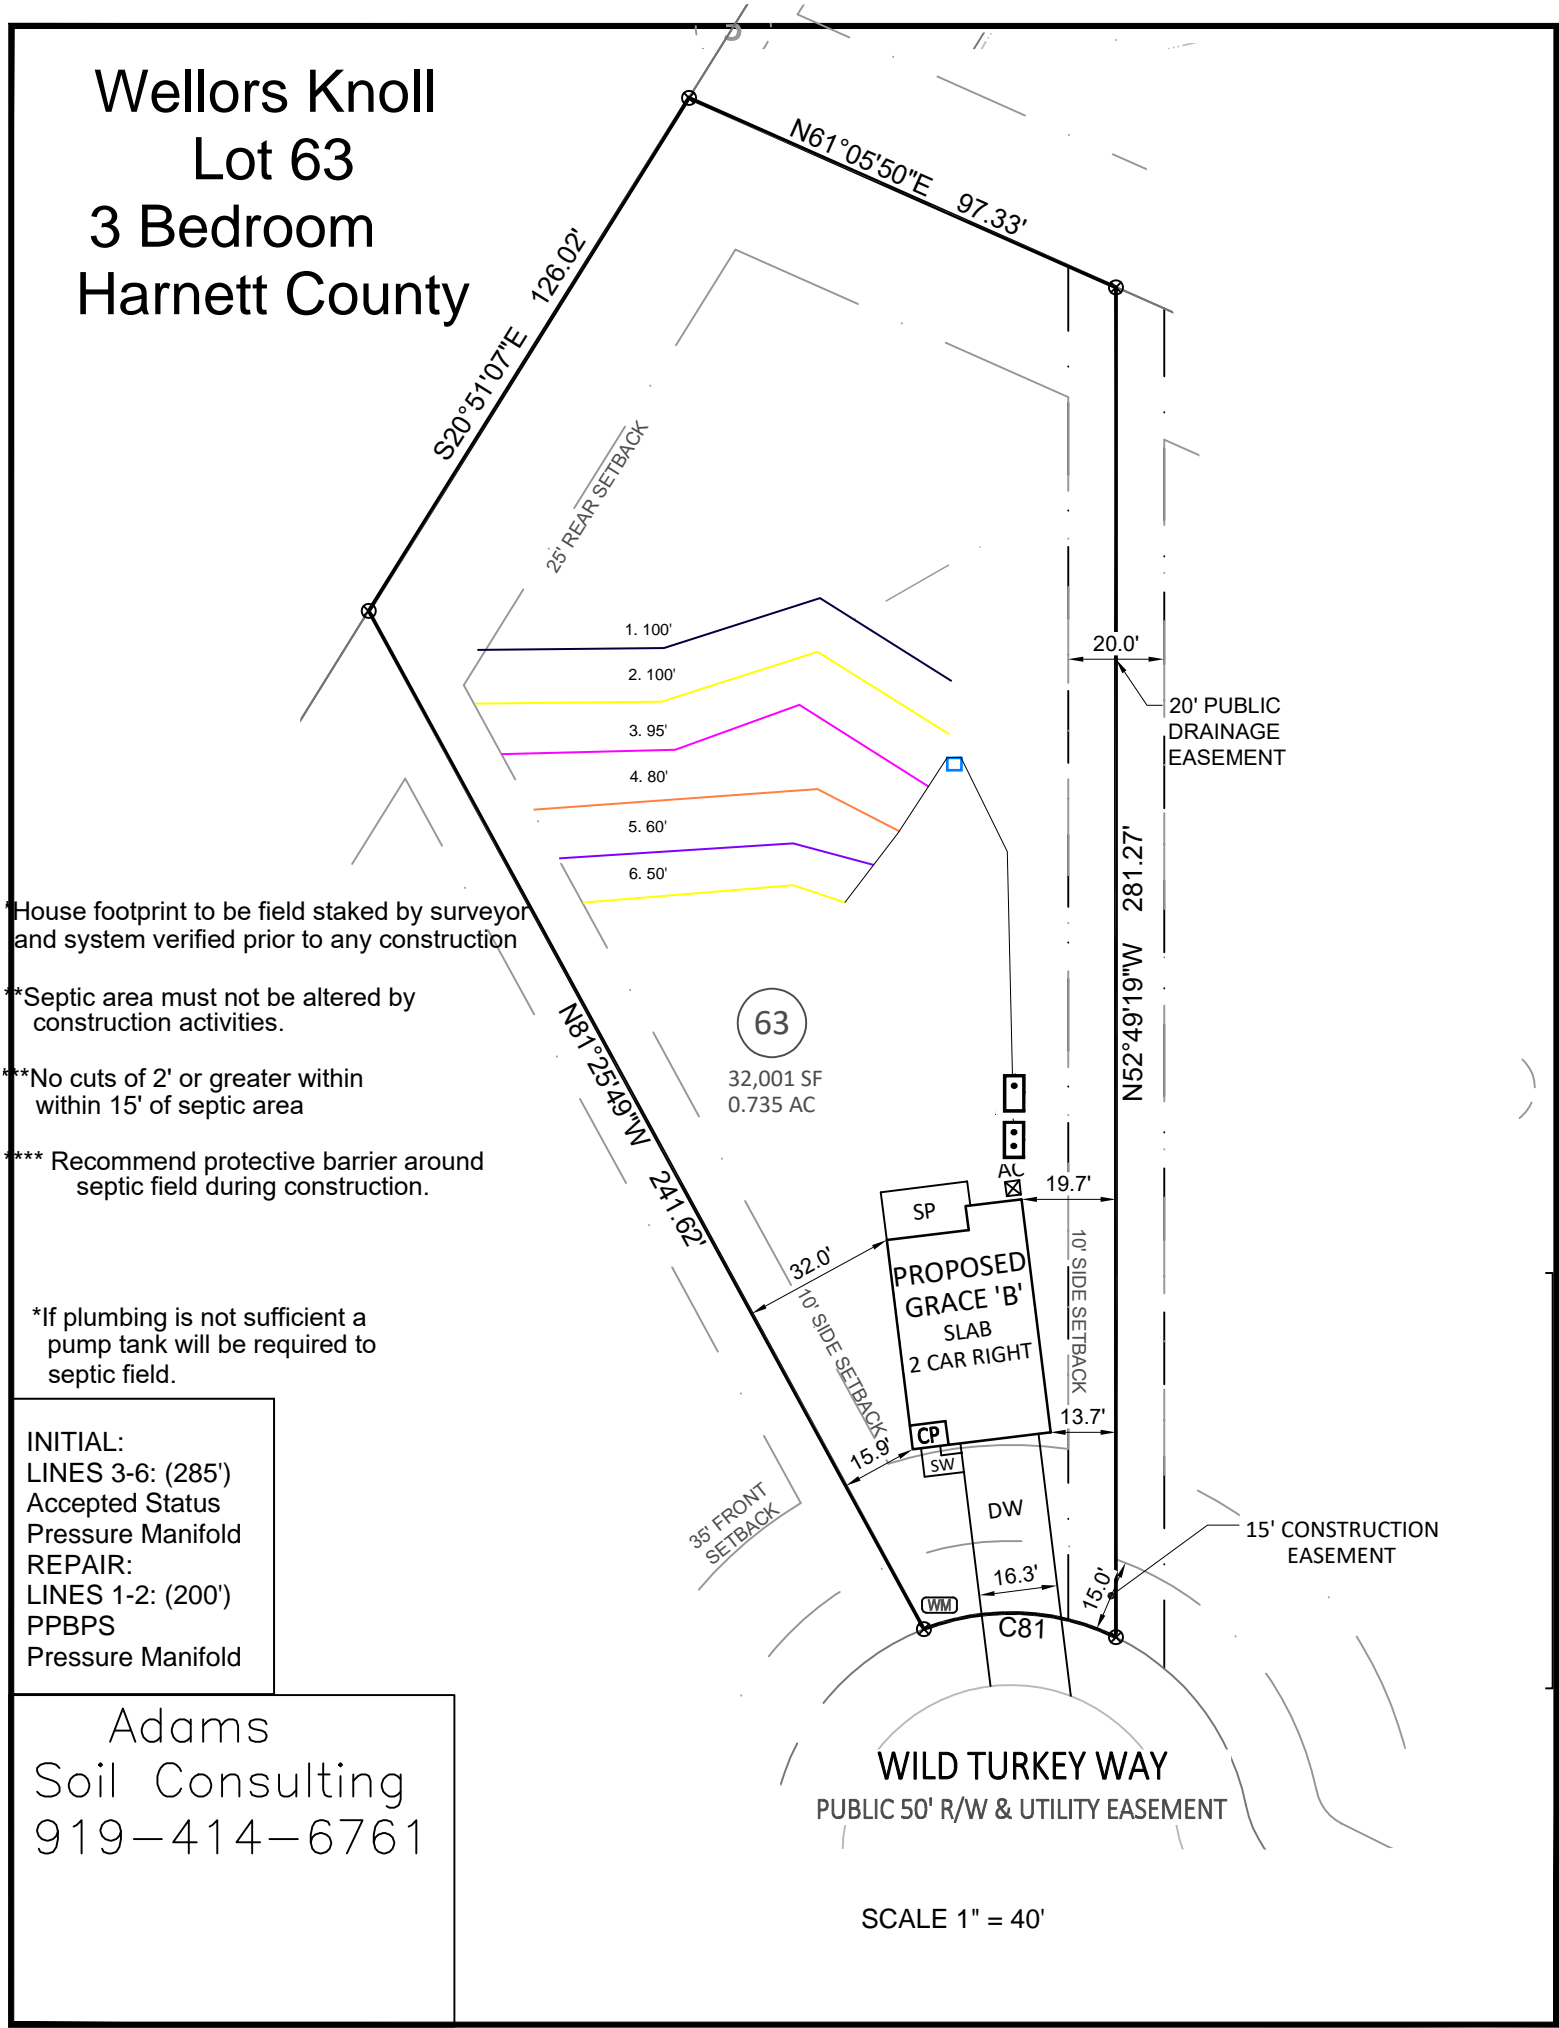 Wellors Knoll
Lot 63
3 Bedroom
Harnett County
N61°05'50"E 97.33'
S20°51'07"E 126.02'
25' REAR SETBACK
1. 100'
2. 100'
3. 95'
4. 80'
5. 60'
6. 50'
20.0'
20' PUBLIC
DRAINAGE
EASEMENT
N52°49'19"W 281.27'
*House footprint to be field staked by surveyor
and system verified prior to any construction
**Septic area must not be altered by
construction activities.
***No cuts of 2' or greater within
within 15' of septic area
**** Recommend protective barrier around
septic field during construction.
N81°25'49"W 241.62'
63
32,001 SF
0.735 AC
AC
19.7'
SP
32.0'
PROPOSED
GRACE 'B'
SLAB
2 CAR RIGHT
10' SIDE SETBACK
10' SIDE SETBACK
*If plumbing is not sufficient a
pump tank will be required to
septic field.
13.7'
CP
15.9'
SW
DW
35' FRONT
SETBACK
INITIAL:
LINES 3-6: (285')
Accepted Status
Pressure Manifold
REPAIR:
LINES 1-2: (200')
PPBPS
Pressure Manifold
15' CONSTRUCTION
EASEMENT
16.3'
15.0'
WM
C81
Adams
Soil Consulting
919-414-6761
WILD TURKEY WAY
PUBLIC 50' R/W & UTILITY EASEMENT
SCALE 1" = 40'